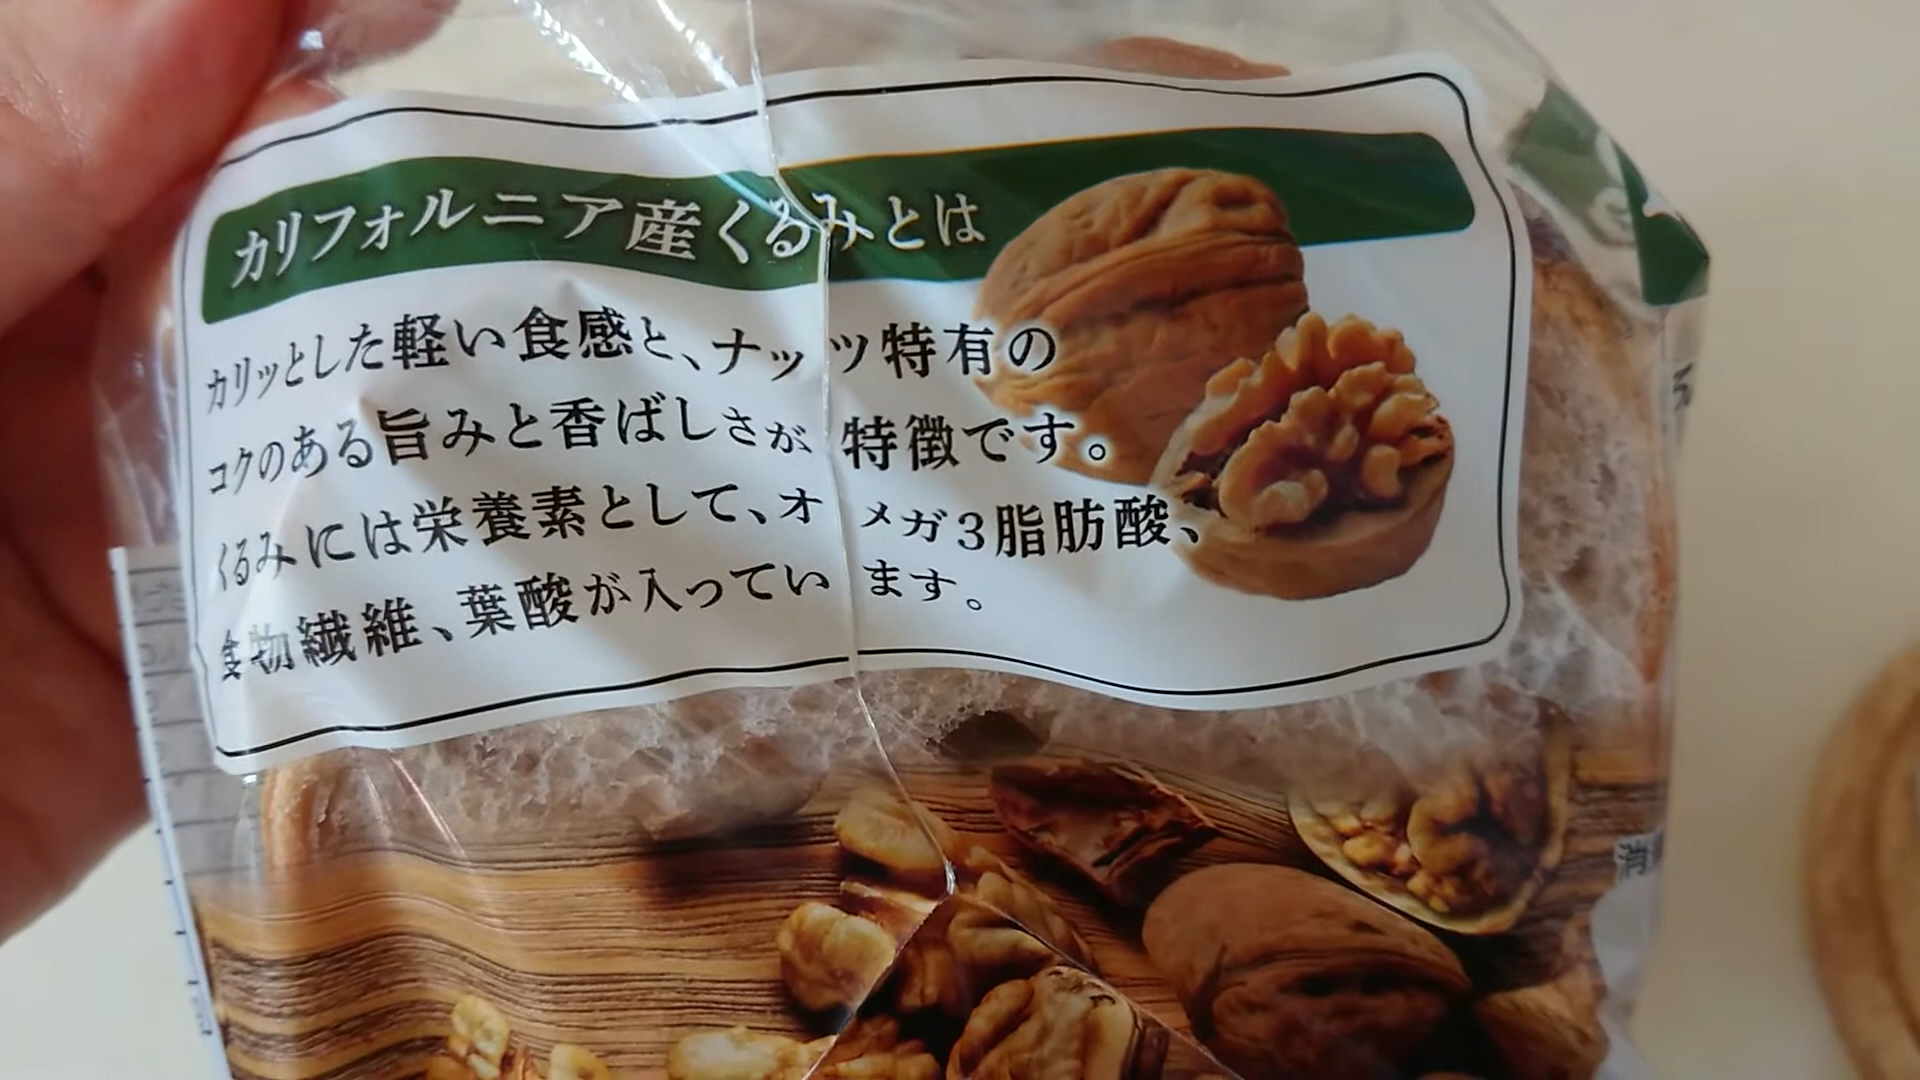 カリフォルニア産くるみとは
カリッとした軽い食感と、ナッツ特有の
コクのある旨みと香ばしさが特徴です。
くるみには栄養素として、オメガ3脂肪酸、
食物繊維、葉酸が入っています。